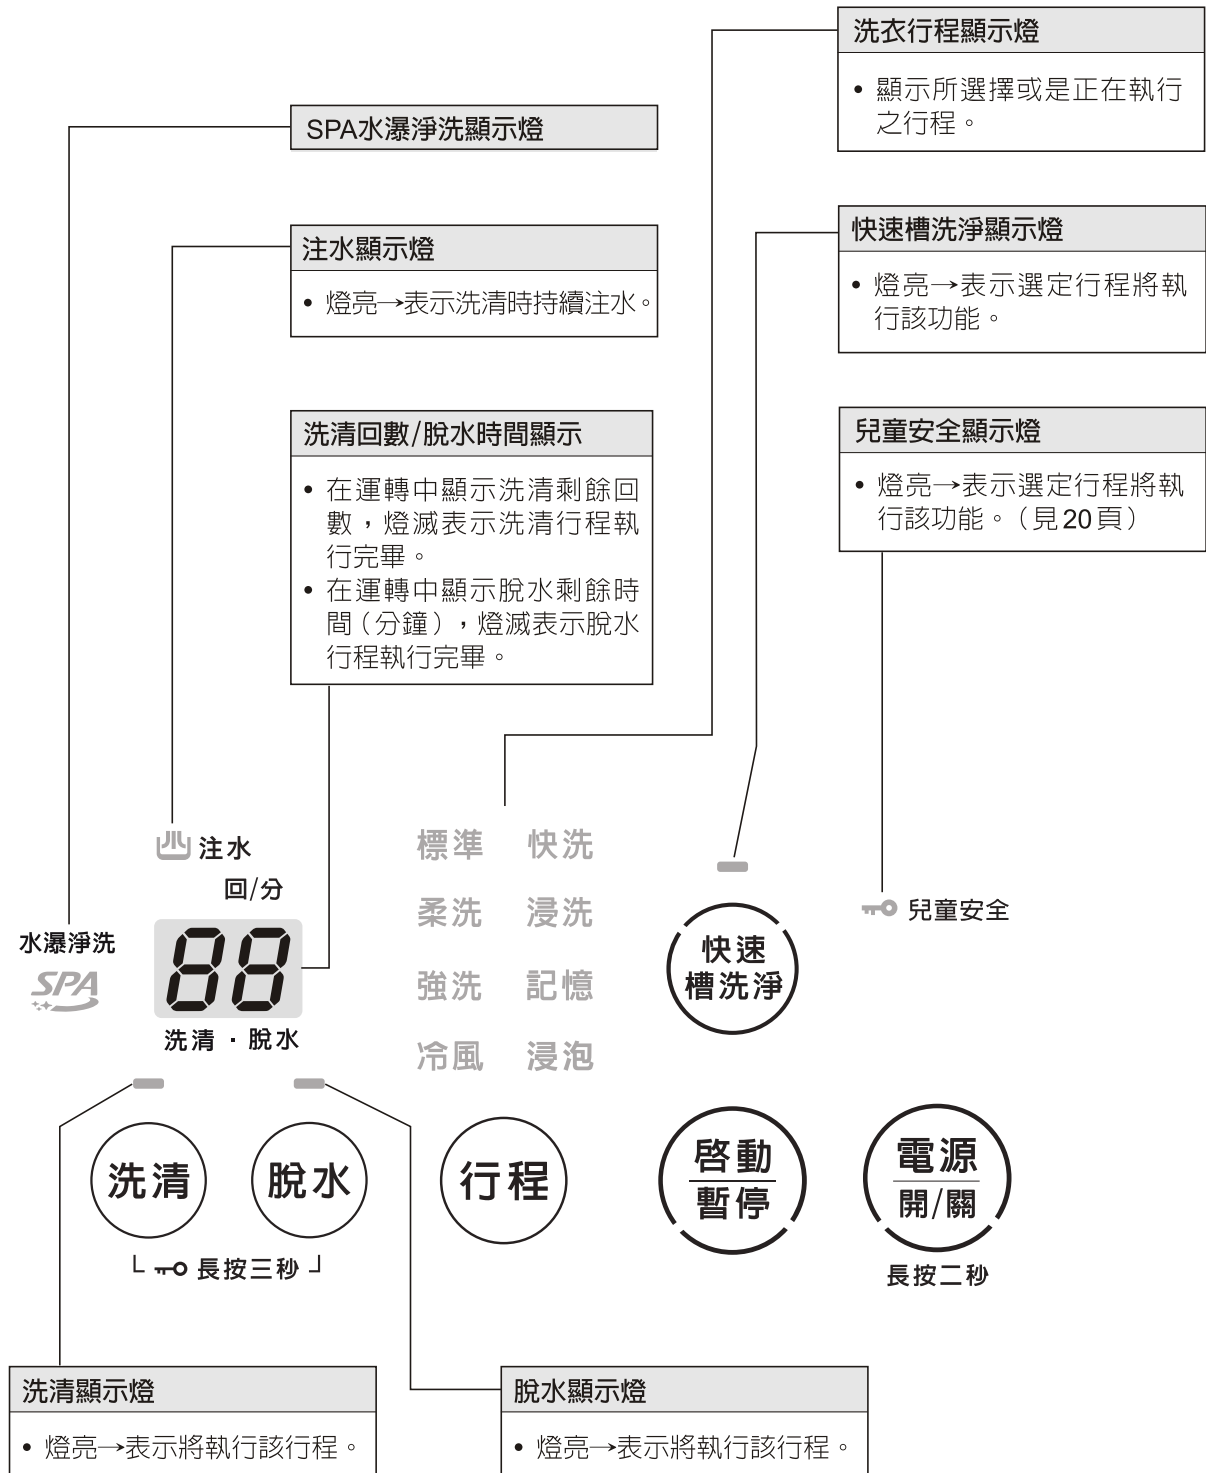 洗衣行程顯示燈
• 顯示所選擇或是正在執行
之行程。
SPA水瀑淨洗顯示燈
快速槽洗淨顯示燈
• 燈亮→表示選定行程將執
行該功能。
注水顯示燈
• 燈亮→表示洗清時持續注水。
洗清回數/脫水時間顯示
• 在運轉中顯示洗清剩餘回
數,燈滅表示洗清行程執
行完畢。
• 在運轉中顯示脫水剩餘時
間(分鐘),燈滅表示脫水
行程執行完畢。
兒童安全顯示燈
• 燈亮→表示選定行程將執
行該功能。(見20頁)
注水
回/分
水瀑淨洗
SPA
88
洗清・脫水
標準 快洗
柔洗 浸洗
強洗 記憶
冷風 浸泡
快速
槽洗淨
兒童安全
洗清
脫水
長按三秒
行程
啓動
暫停
電源
開/關
長按二秒
洗清顯示燈
• 燈亮→表示將執行該行程。
脫水顯示燈
• 燈亮→表示將執行該行程。